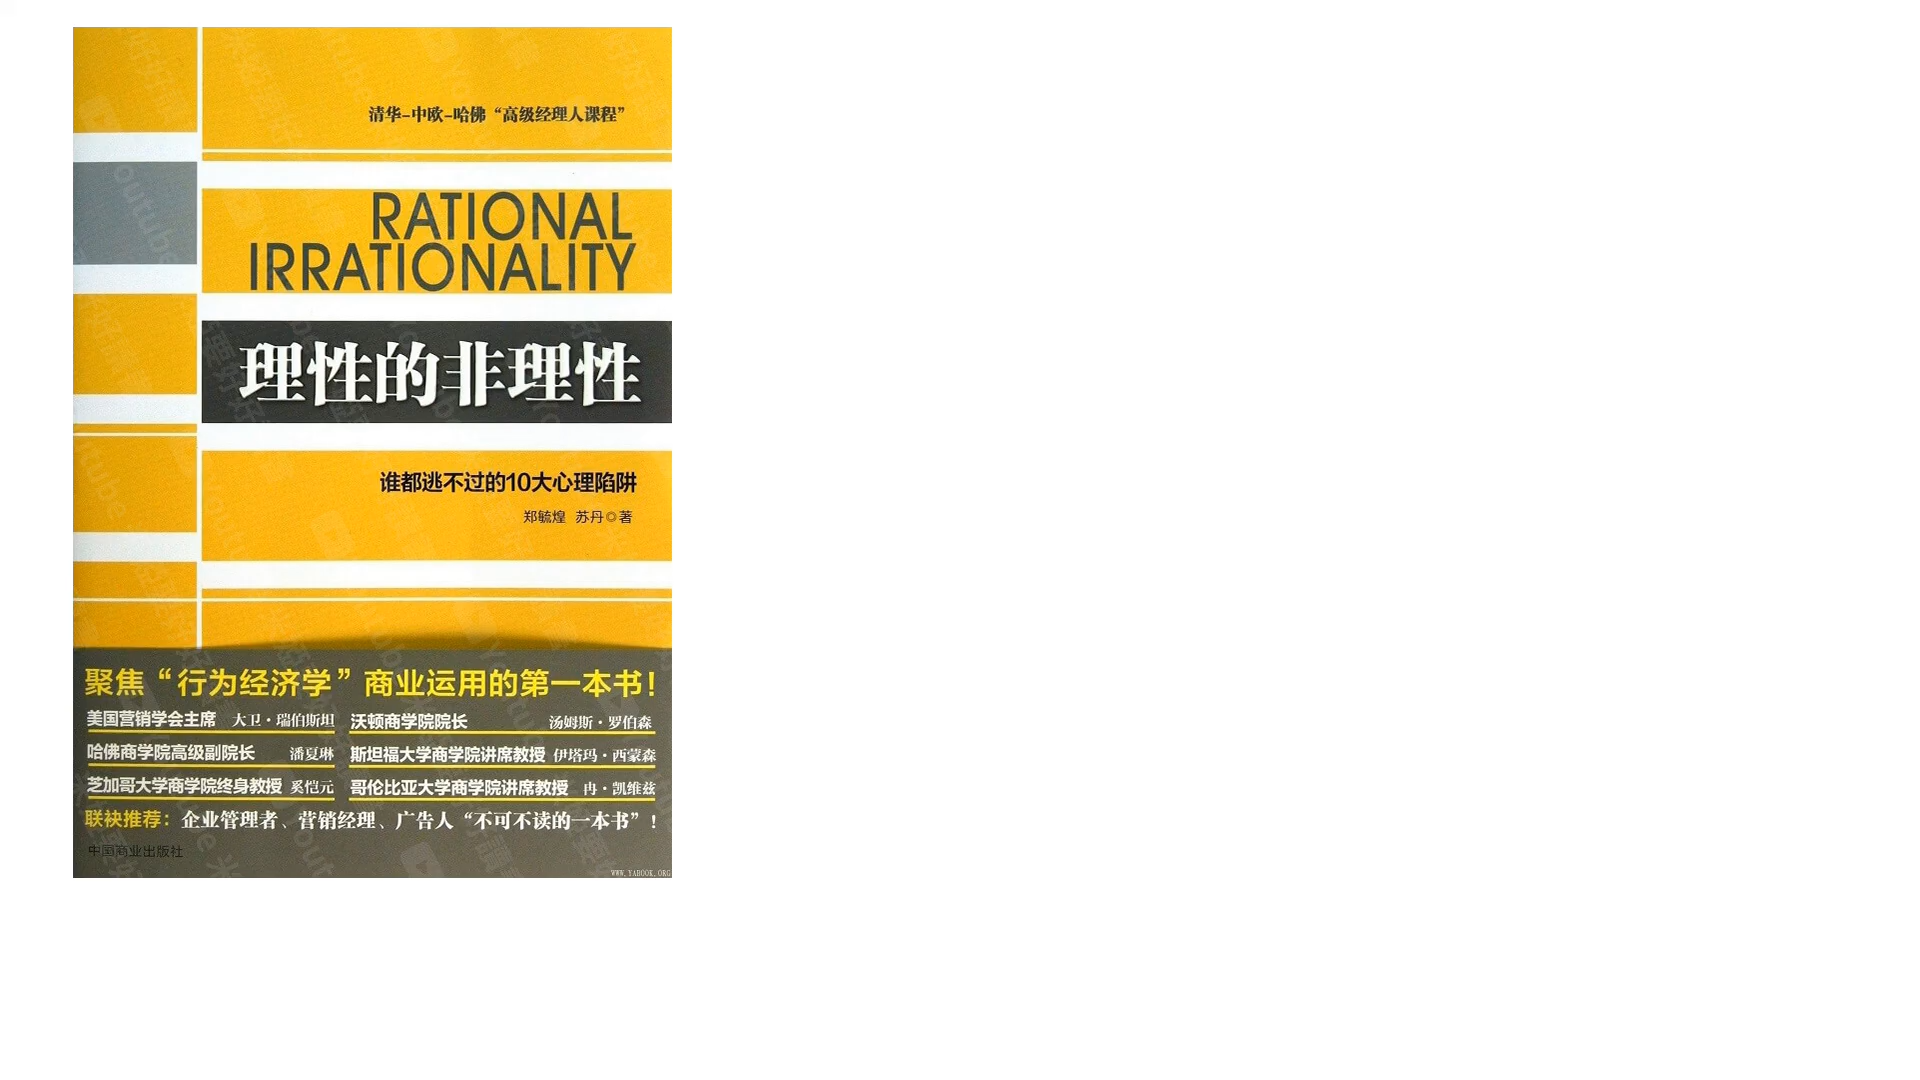 清华-中欧-哈佛“高级经理人课程”
RATIONAL
IRRATIONALITY
理性的非理性
谁都逃不过的10大心理陷阱
郑毓煌 苏丹◎著
聚焦“行为经济学”商业运用的第一本书！
美国营销学会主席 大卫·瑞伯斯坦 沃顿商学院院长 汤姆斯·罗伯森
哈佛商学院高级副院长 潘夏琳 斯坦福大学商学院讲席教授 伊塔玛·西蒙森
芝加哥大学商学院终身教授 奚恺元 哥伦比亚大学商学院讲席教授 冉·凯维兹
联袂推荐：企业管理者、营销经理、广告人“不可不读的一本书”！
中国商业出版社
WWW.YABOOK.ORG